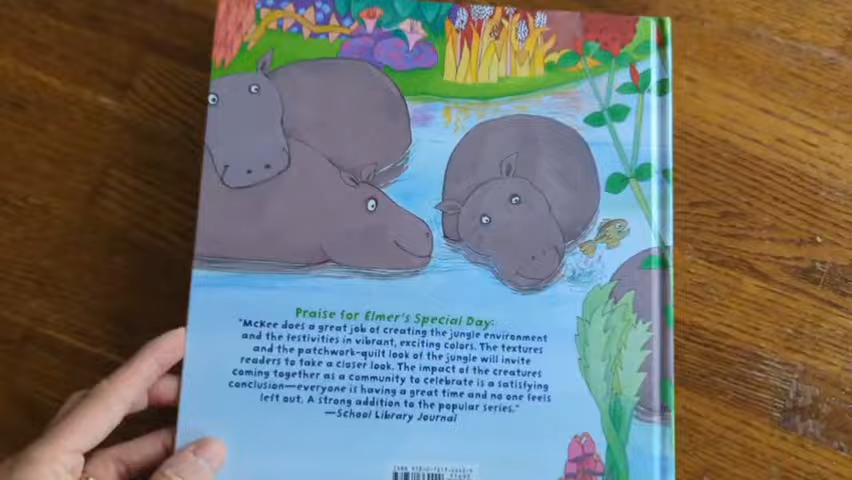 Praise for Elmer's Special Day:
"McKee does a great job of creating the jungle environment
and the festivities in vibrant, exciting colors. The textures
and the patchwork-quilt look of the jungle will invite
readers to take a closer look. The impact of the creatures
coming together as a community to celebrate is a satisfying
conclusion—everyone is having a great time and no one feels
left out. A strong addition to the popular series."
—School Library Journal